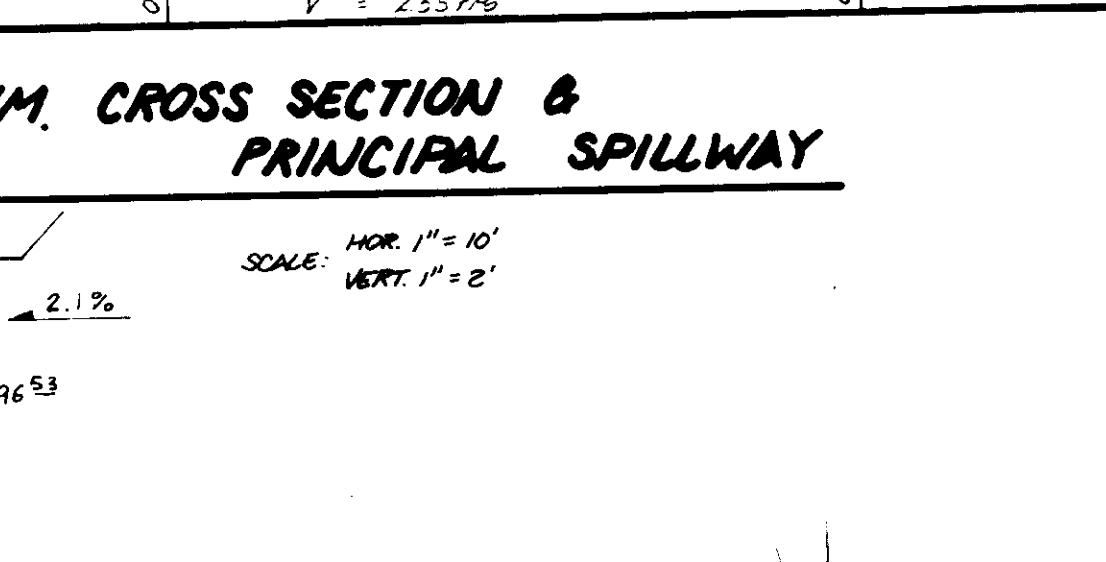 CROSS SECTION &
PRINCIPAL SPILLWAY
SCALE: HOR. 1" = 10'
VERT. 1" = 2'
2.1%
96 53